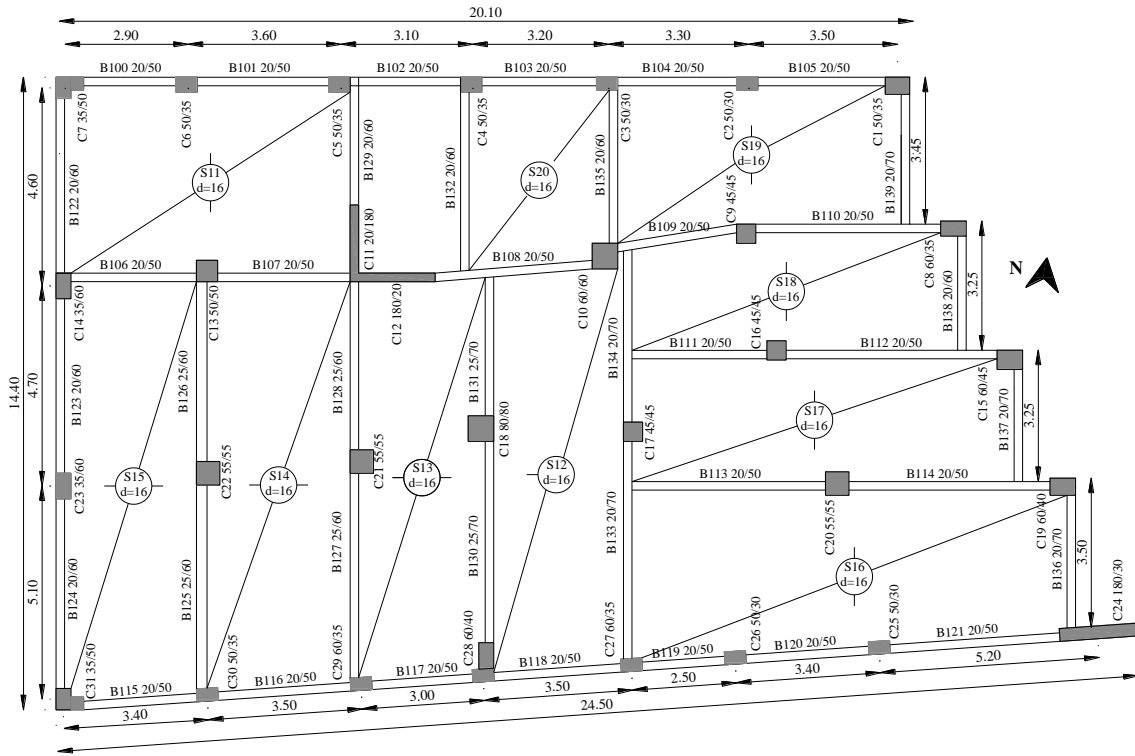 20.10
2.90
3.60
3.10
3.20
3.30
3.50
B100 20/50
B101 20/50
B102 20/50
B103 20/50
B104 20/50
B105 20/50
C7 35/50
C6 50/35
C5 50/35
B129 20/60
C4 50/35
C3 50/30
C2 50/30
C1 50/35
3.45
4.60
B122 20/60
S11
d=16
B132 20/60
S20
d=16
B135 20/60
S19
d=16
B139 20/70
C11 20/180
C9 45/45
B109 20/50
B110 20/50
B106 20/50
B107 20/50
B108 20/50
N
C14 35/60
C13 50/50
C12 180/20
C10 60/60
S18
d=16
C8 60/35
B138 20/60
3.25
14.40
4.70
B123 20/60
B126 25/60
B128 25/60
B131 25/70
B134 20/70
C16 45/45
B111 20/50
B112 20/50
C18 80/80
C17 45/45
S17
d=16
C15 60/45
B137 20/70
3.25
C23 35/60
S15
d=16
C22 55/55
S14
d=16
C21 55/55
S13
d=16
S12
d=16
B113 20/50
B114 20/50
5.10
B124 20/60
B125 25/60
B127 25/60
B130 25/70
B133 20/70
C20 55/55
C19 60/40
S16
d=16
B136 20/70
3.50
C24 180/30
C31 35/50
C30 50/35
C29 60/35
C28 60/40
C27 60/35
C26 50/30
C25 50/30
B115 20/50
B116 20/50
B117 20/50
B118 20/50
B119 20/50
B120 20/50
B121 20/50
3.40
3.50
3.00
3.50
2.50
3.40
5.20
24.50